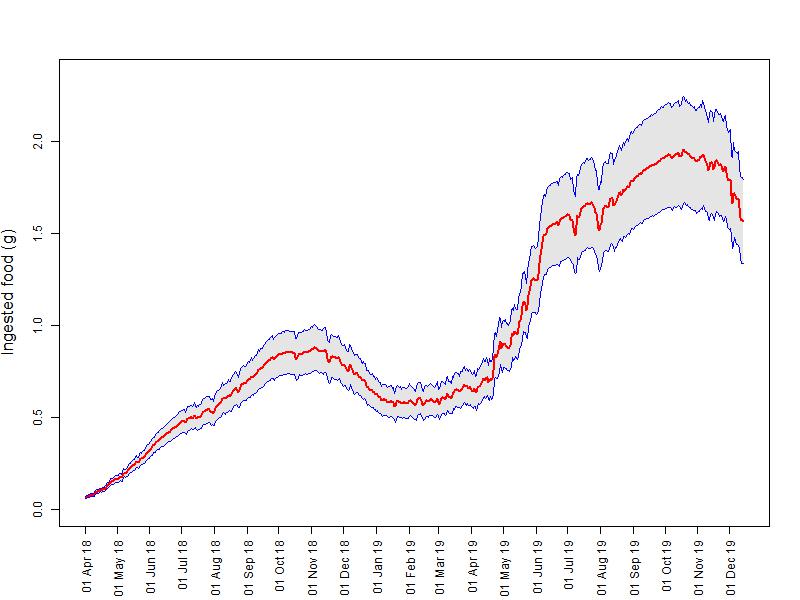 Ingested food (g)
2.0
1.5
1.0
0.5
0.0
01 Apr 18
01 May 18
01 Jun 18
01 Jul 18
01 Aug 18
01 Sep 18
01 Oct 18
01 Nov 18
01 Dec 18
01 Jan 19
01 Feb 19
01 Mar 19
01 Apr 19
01 May 19
01 Jun 19
01 Jul 19
01 Aug 19
01 Sep 19
01 Oct 19
01 Nov 19
01 Dec 19